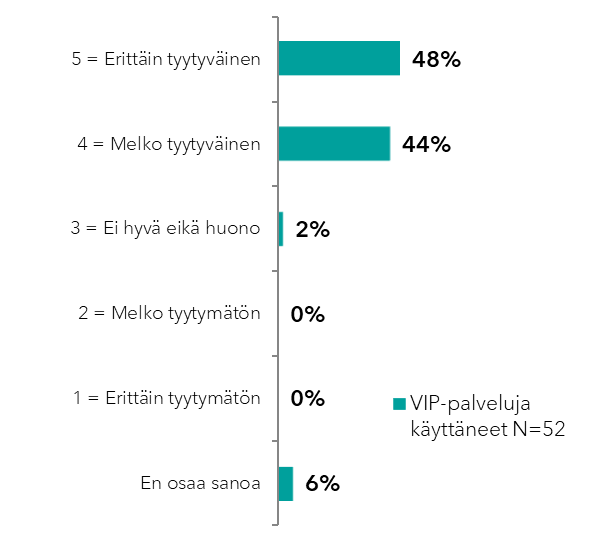 5 = Erittäin tyytyväinen 48%
4 = Melko tyytyväinen 44%
3 = Ei hyvä eikä huono 2%
2 = Melko tyytymätön 0%
1 = Erittäin tyytymätön 0%
VIP-palveluja
käyttäneet N=52
En osaa sanoa 6%